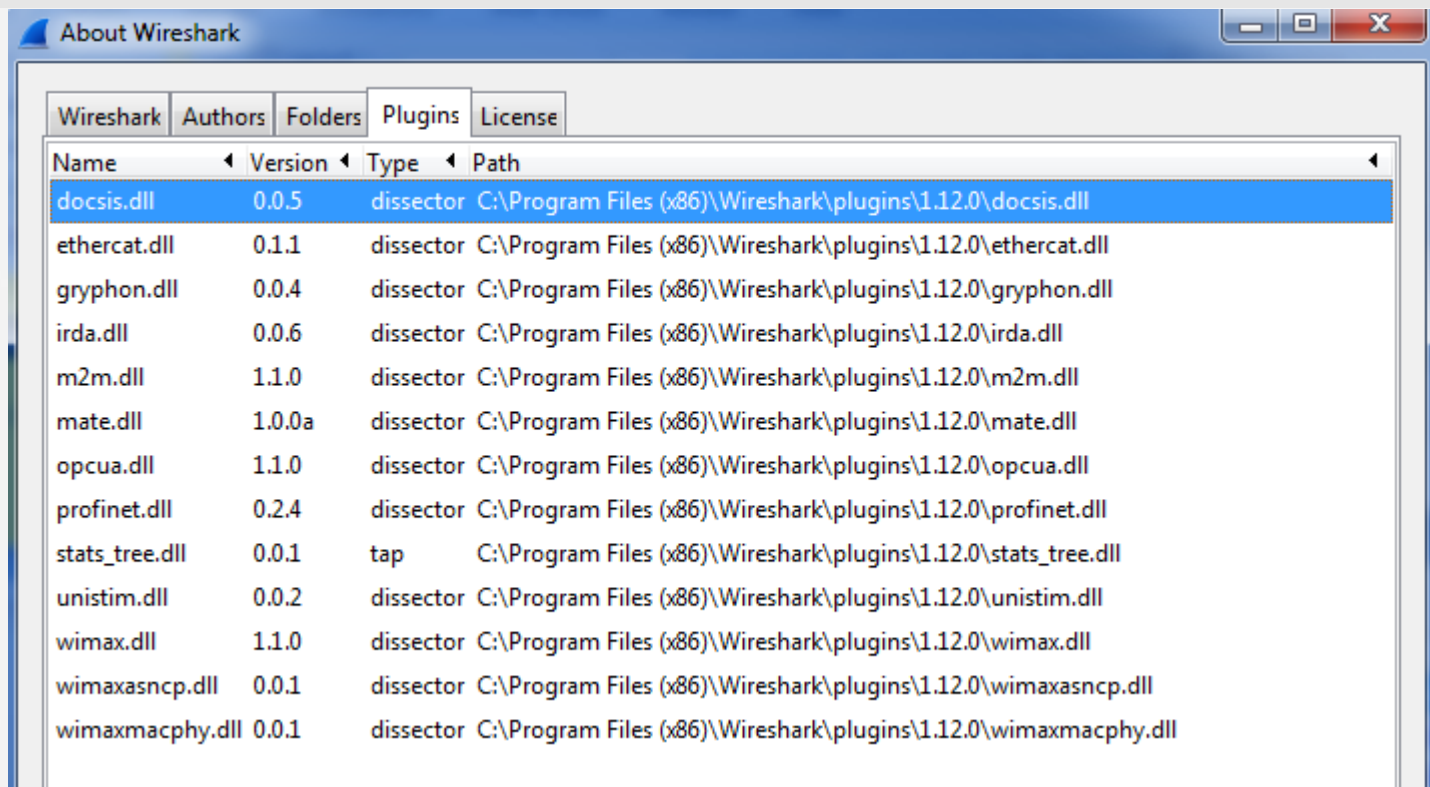 About Wireshark
Wireshark Authors Folders Plugins License
Name Version Type Path
docsis.dll 0.0.5 dissector C:\Program Files (x86)\Wireshark\plugins\1.12.0\docsis.dll
ethercat.dll 0.1.1 dissector C:\Program Files (x86)\Wireshark\plugins\1.12.0\ethercat.dll
gryphon.dll 0.0.4 dissector C:\Program Files (x86)\Wireshark\plugins\1.12.0\gryphon.dll
irda.dll 0.0.6 dissector C:\Program Files (x86)\Wireshark\plugins\1.12.0\irda.dll
m2m.dll 1.1.0 dissector C:\Program Files (x86)\Wireshark\plugins\1.12.0\m2m.dll
mate.dll 1.0.0a dissector C:\Program Files (x86)\Wireshark\plugins\1.12.0\mate.dll
opcua.dll 1.1.0 dissector C:\Program Files (x86)\Wireshark\plugins\1.12.0\opcua.dll
profinet.dll 0.2.4 dissector C:\Program Files (x86)\Wireshark\plugins\1.12.0\profinet.dll
stats_tree.dll 0.0.1 tap C:\Program Files (x86)\Wireshark\plugins\1.12.0\stats_tree.dll
unistim.dll 0.0.2 dissector C:\Program Files (x86)\Wireshark\plugins\1.12.0\unistim.dll
wimax.dll 1.1.0 dissector C:\Program Files (x86)\Wireshark\plugins\1.12.0\wimax.dll
wimaxasncp.dll 0.0.1 dissector C:\Program Files (x86)\Wireshark\plugins\1.12.0\wimaxasncp.dll
wimaxmacphy.dll 0.0.1 dissector C:\Program Files (x86)\Wireshark\plugins\1.12.0\wimaxmacphy.dll